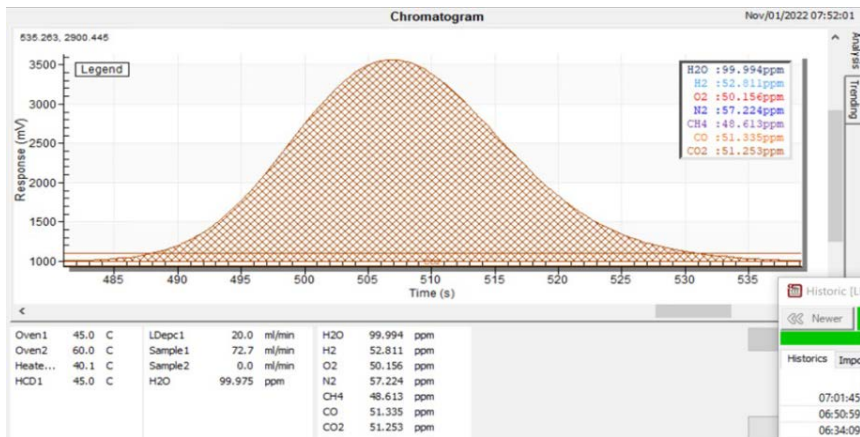 Chromatogram
Nov/01/2022 07:52:01
535.263, 2900.445
Legend
H2O :99.994ppm
H2 :52.811ppm
O2 :50.156ppm
N2 :57.224ppm
CH4 :48.613ppm
CO :51.335ppm
CO2 :51.253ppm
Analysis
Trending
Response (mV)
3500
3000
2500
2000
1500
1000
485 490 495 500 505 510 515 520 525 530 535
Time (s)
Oven1 45.0 C LDepc1 20.0 ml/min H2O 99.994 ppm
Oven2 60.0 C Sample1 72.7 ml/min H2 52.811 ppm
Heate... 40.1 C Sample2 0.0 ml/min O2 50.156 ppm
HCD1 45.0 C H2O 99.975 ppm N2 57.224 ppm
CH4 48.613 ppm
CO 51.335 ppm
CO2 51.253 ppm
Historic
Newer
Historics
07:01:45
06:50:59
06:34:09